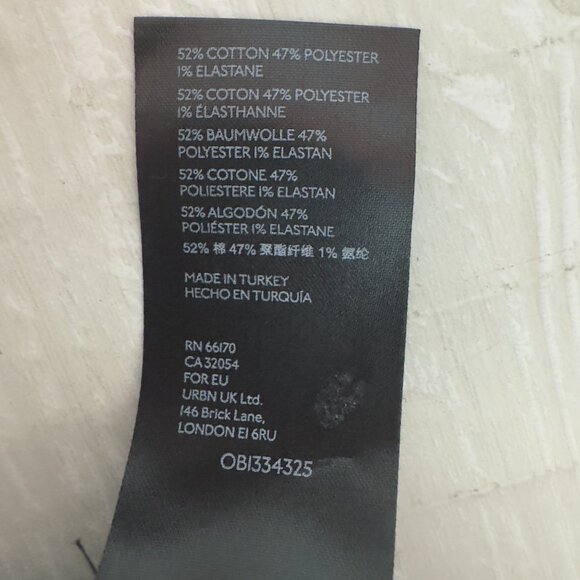 52% COTTON 47% POLYESTER
1% ELASTANE
52% COTON 47% POLYESTER
1% ÉLASTHANNE
52% BAUMWOLLE 47%
POLYESTER 1% ELASTAN
52% COTONE 47%
POLIESTERE 1% ELASTAN
52% ALGODÓN 47%
POLIÉSTER 1% ELASTANE
52% 棉 47% 聚酯纤维 1% 氨纶
MADE IN TURKEY
HECHO EN TURQUÍA
RN 66170
CA 32054
FOR EU
URBN UK Ltd.
146 Brick Lane,
LONDON E1 6RU
OB1334325